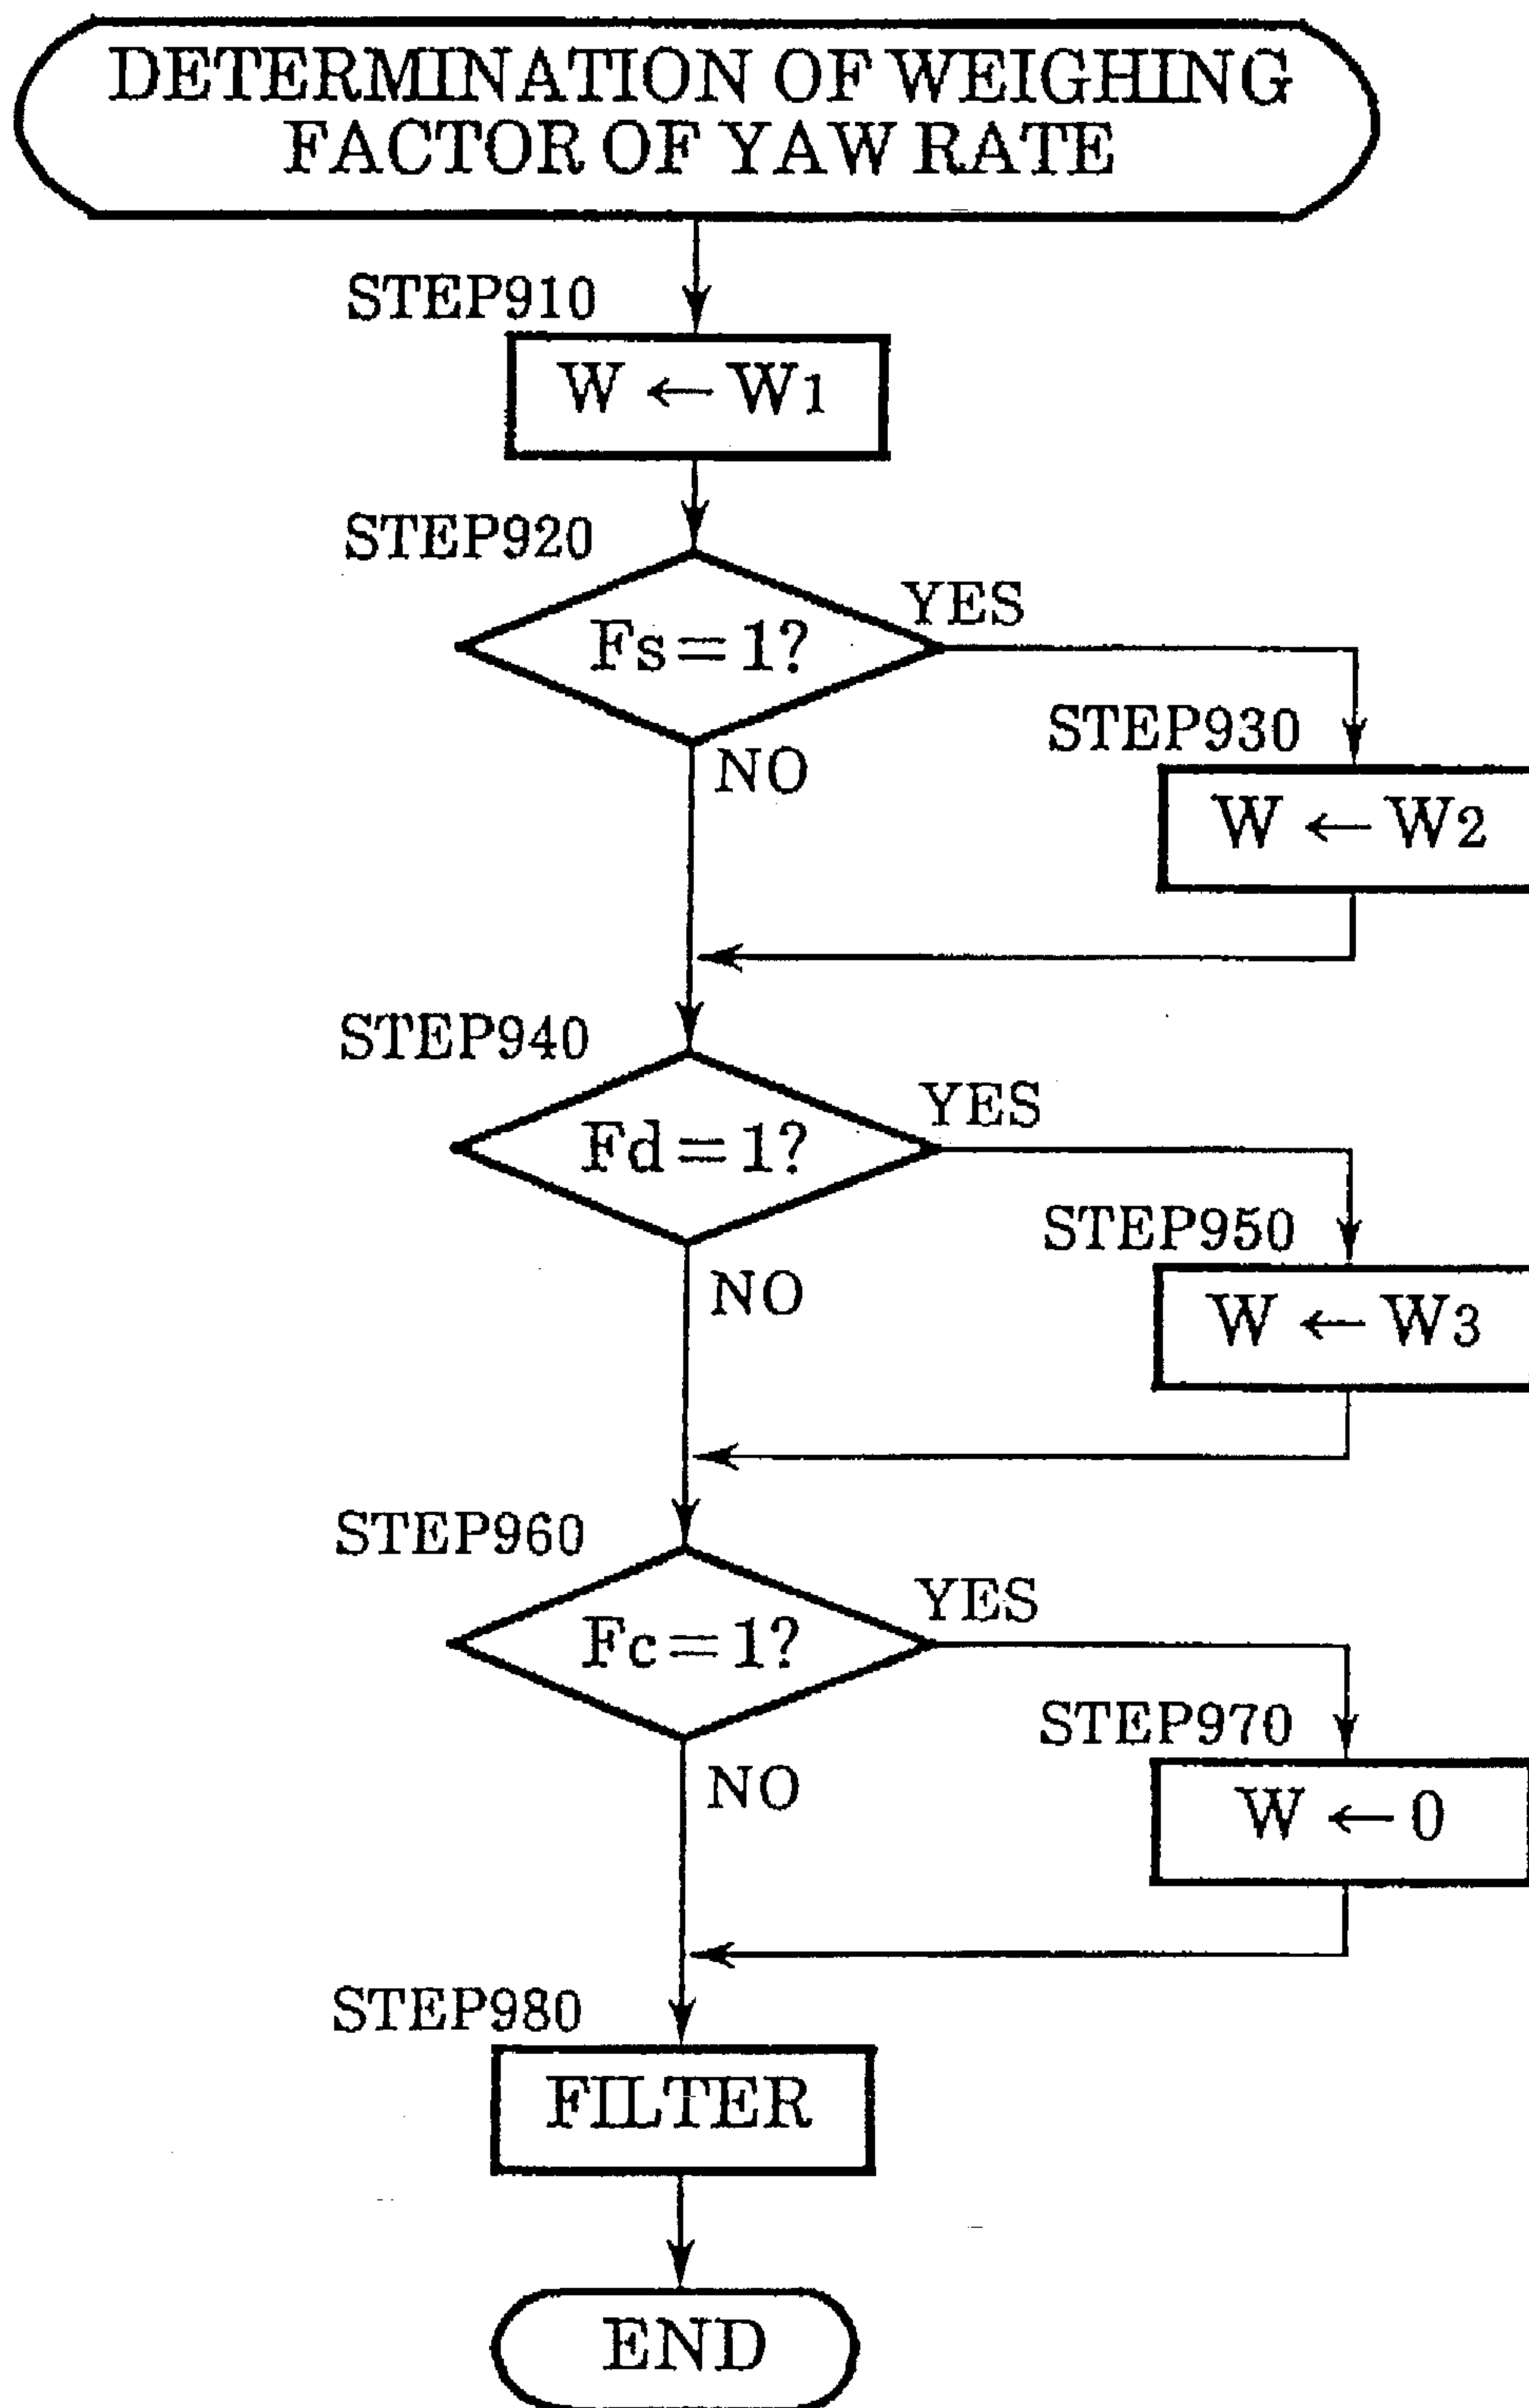 DETERMINATION OF WEIGHING
FACTOR OF YAW RATE
STEP910
W ← W1
STEP920
Fs=1?
YES
STEP930
NO
W ← W2
STEP940
Fd=1?
YES
STEP950
NO
W ← W3
STEP960
Fc=1?
YES
STEP970
NO
W ← 0
STEP980
FILTER
END